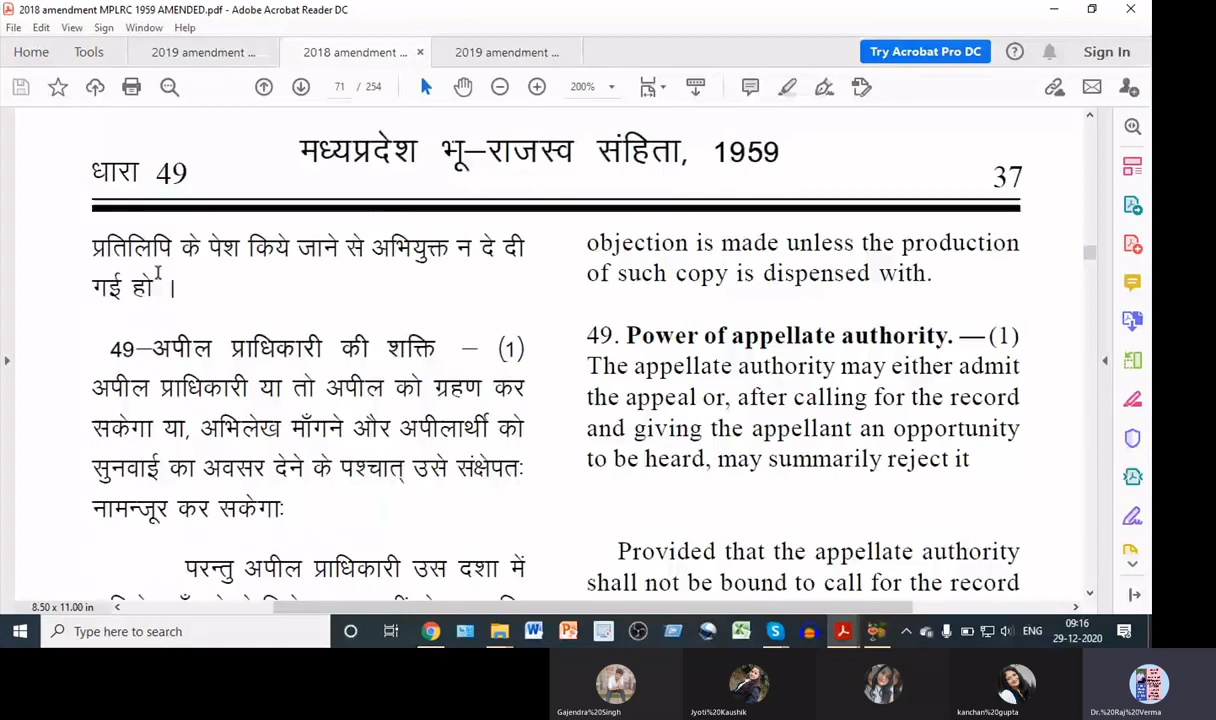 2018 amendment MPLRC 1959 AMENDED.pdf - Adobe Acrobat Reader DC
File Edit View Sign Window Help
Home Tools 2019 amendment ... 2018 amendment ... × 2019 amendment ... Try Acrobat Pro DC Sign In
71 / 254 200%
मध्यप्रदेश भू–राजस्व संहिता, 1959
धारा 49
37
प्रतिलिपि के पेश किये जाने से अभियुक्त न दे दी
गई हो ।
49–अपील प्राधिकारी की शक्ति – (1)
अपील प्राधिकारी या तो अपील को ग्रहण कर
सकेगा या, अभिलेख माँगने और अपीलार्थी को
सुनवाई का अवसर देने के पश्चात् उसे संक्षेपतः
नामन्जूर कर सकेगाः
परन्तु अपील प्राधिकारी उस दशा में
objection is made unless the production
of such copy is dispensed with.
49. Power of appellate authority. — (1)
The appellate authority may either admit
the appeal or, after calling for the record
and giving the appellant an opportunity
to be heard, may summarily reject it
Provided that the appellate authority
shall not be bound to call for the record
8.50 x 11.00 in
Type here to search
ENG
09:16
29-12-2020
Gajendra%20Singh
Jyoti%20Kaushik
kanchan%20gupta
Dr.%20Raj%20Verma